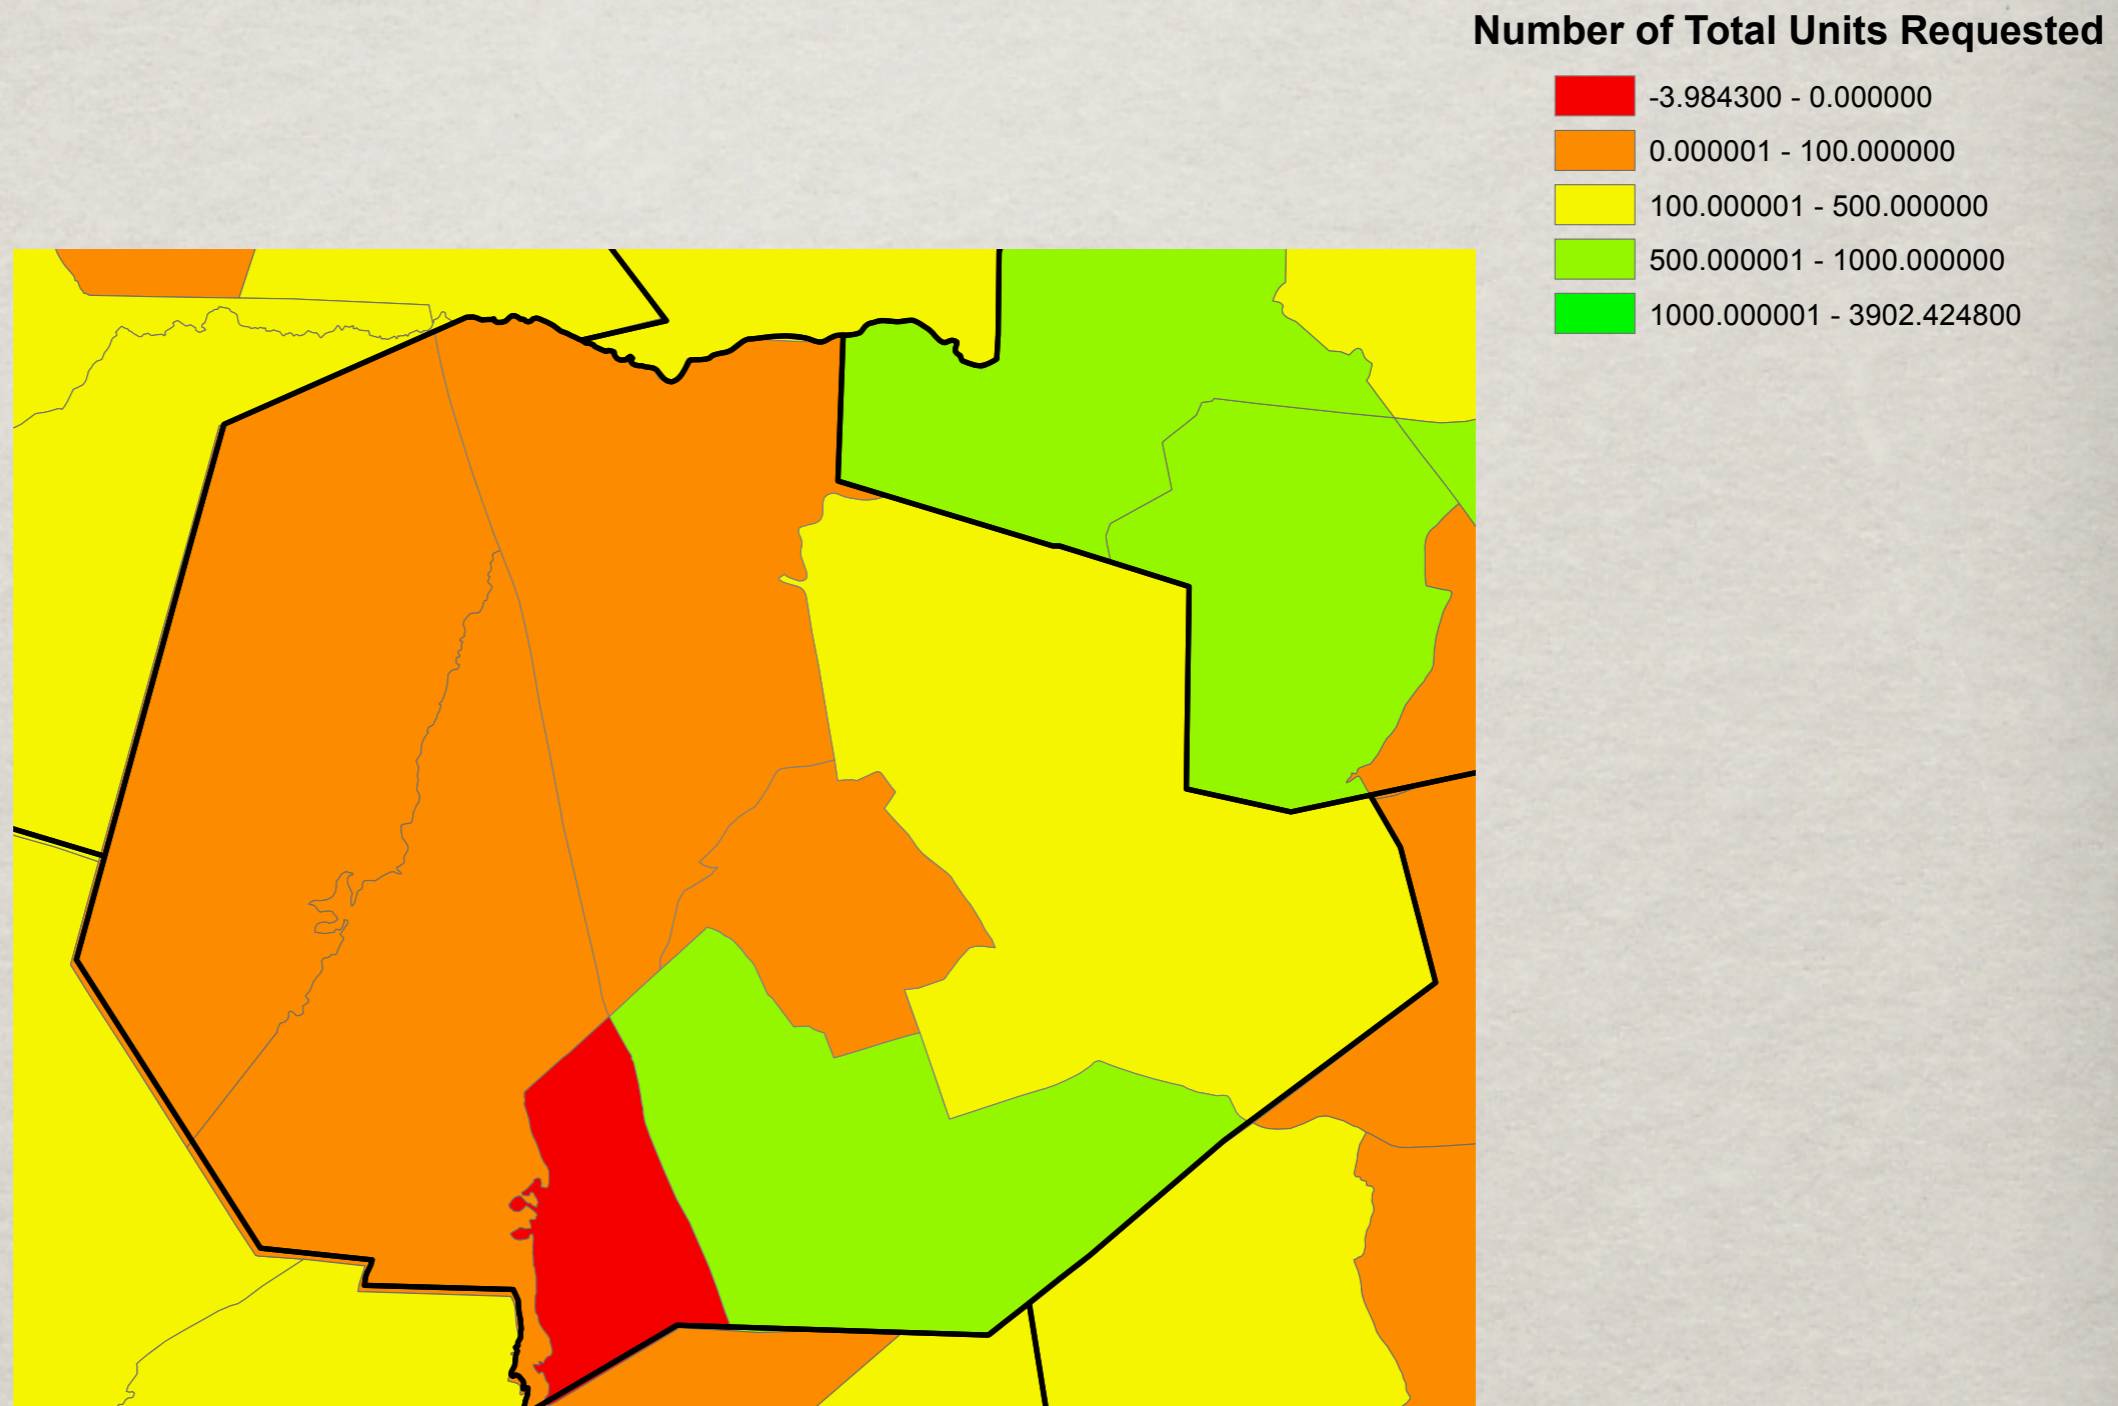 Number of Total Units Requested
-3.984300 - 0.000000
0.000001 - 100.000000
100.000001 - 500.000000
500.000001 - 1000.000000
1000.000001 - 3902.424800